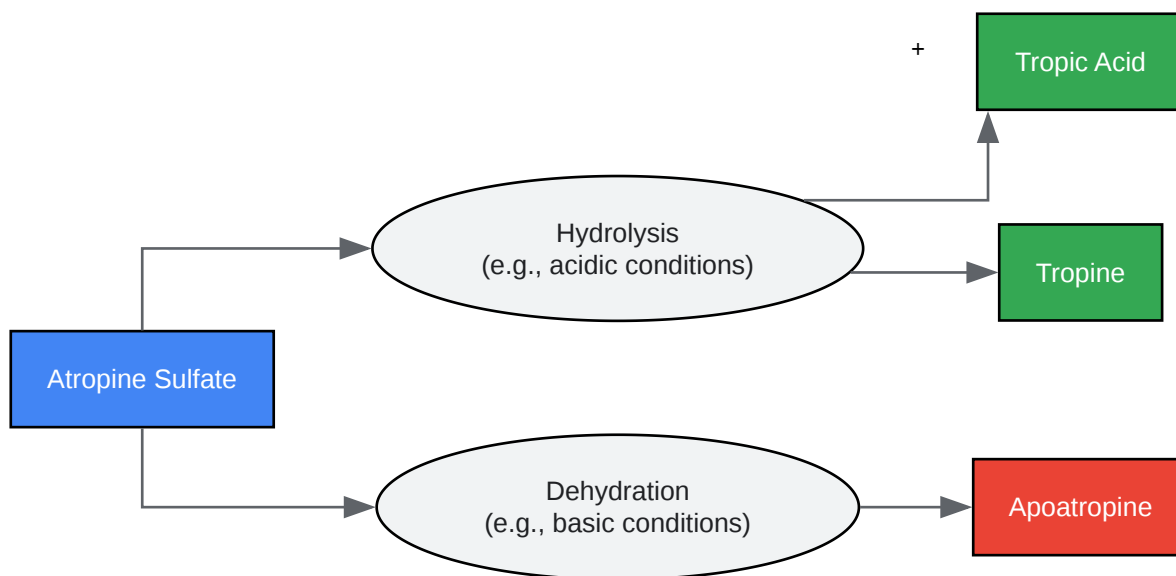 +
Tropic Acid
Hydrolysis
(e.g., acidic conditions)
Tropine
Atropine Sulfate
Dehydration
(e.g., basic conditions)
Apoatropine